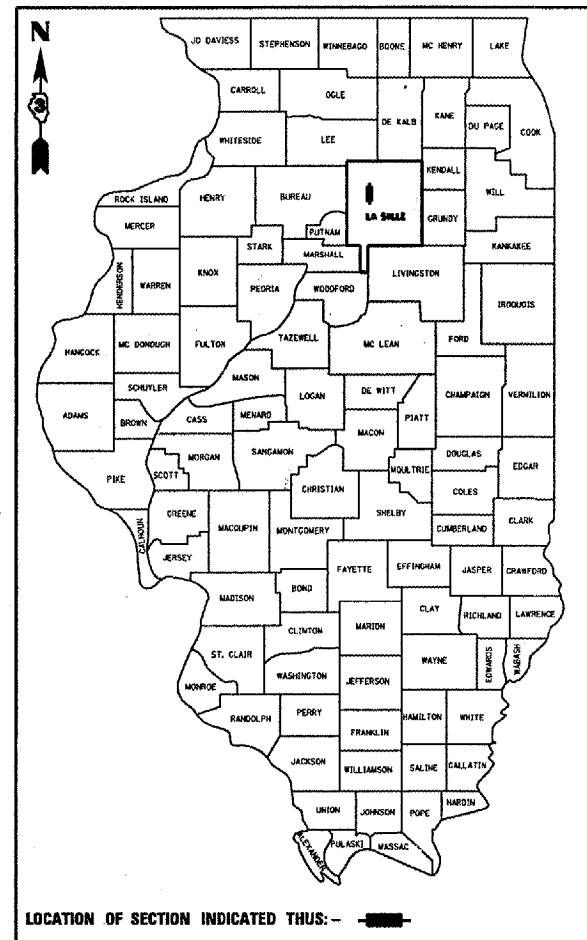 N
3
JO DAVIESS STEPHENSON WINNEBAGO BOONE MC HENRY LAKE
CARROLL OGLE DE KALB KANE DU PAGE COOK
WHITESIDE LEE KENDALL WILL
ROCK ISLAND HENRY BUREAU LA SALLE GRUNDY
MERCER PUTNAM KANKAKEE
STARK MARSHALL LIVINGSTON
HENDERSON WARREN KNOX PEORIA WOODFORD IROQUOIS
HANCOCK MC DONOUGH FULTON TAZEWELL MC LEAN FORD
SCHUYLER MASON LOGAN DE WITT CHAMPAIGN VERMILION
ADAMS BROWN CASS MENARD MACON PIATT
MORGAN SANGAMON MOULTRIE DOUGLAS EDGAR
PIKE SCOTT CHRISTIAN COLES
GREENE MACOUPIN MONTGOMERY SHELBY CUMBERLAND CLARK
CALHOUN JERSEY FAYETTE EFFINGHAM JASPER CRAWFORD
MADISON BOND CLAY RICHLAND LAWRENCE
CLINTON MARION
ST. CLAIR WAYNE EDWARDS WABASH
MONROE WASHINGTON JEFFERSON
RANDOLPH PERRY HAMILTON WHITE
FRANKLIN
JACKSON WILLIAMSON SALINE GALLATIN
UNION JOHNSON POPE HARDIN
ALEXANDER PULASKI MASSAC
LOCATION OF SECTION INDICATED THUS: -